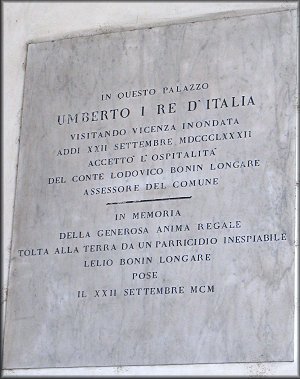 IN QUESTO PALAZZO
UMBERTO I RE D'ITALIA
VISITANDO VICENZA INONDATA
ADDI XXII SETTEMBRE MDCCCLXXXII
ACCETTO' L'OSPITALITÀ
DEL CONTE LODOVICO BONIN LONGARE
ASSESSORE DEL COMUNE
IN MEMORIA
DELLA GENEROSA ANIMA REGALE
TOLTA ALLA TERRA DA UN PARRICIDIO INESPIABILE
LELIO BONIN LONGARE
POSE
IL XXII SETTEMBRE MCM